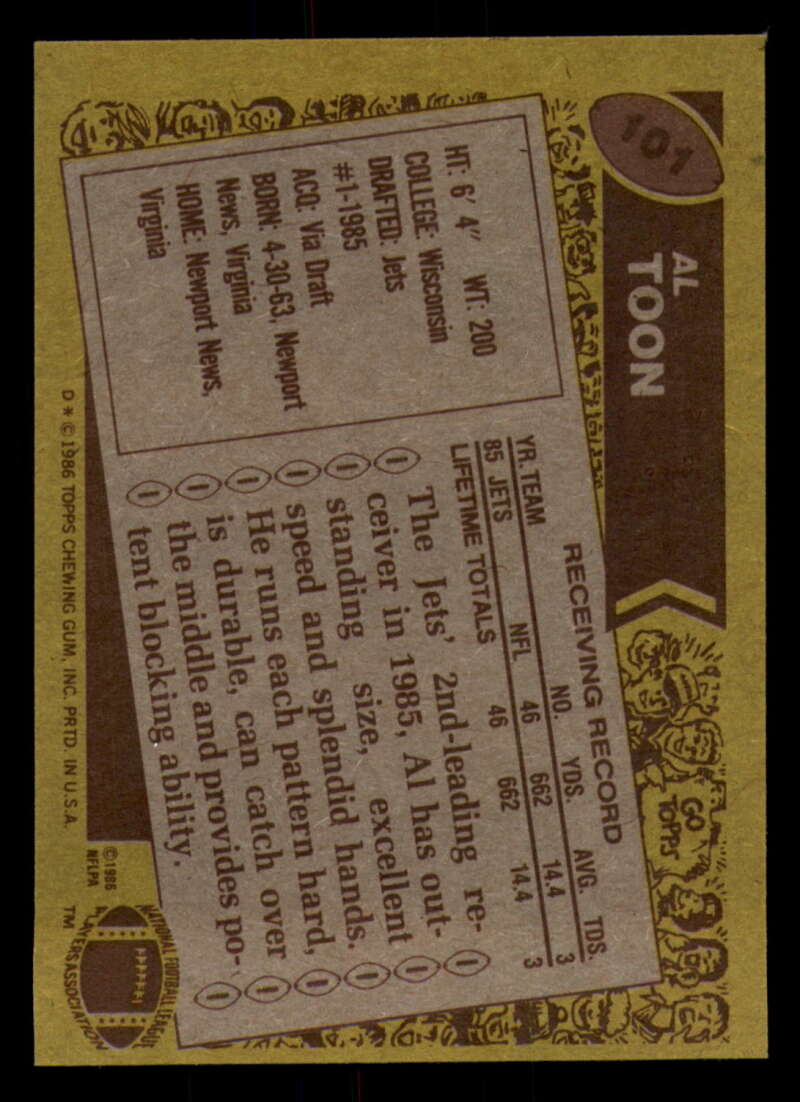 101
AL
TOON
HT: 6' 4" WT: 200
COLLEGE: Wisconsin
DRAFTED: Jets
#1-1985
ACQ: Via Draft
BORN: 4-30-63, Newport
News, Virginia
HOME: Newport News,
Virginia
RECEIVING RECORD
YR. TEAM NO. YDS. AVG. TDS.
85 JETS NFL 46 662 14.4 3
LIFETIME TOTALS 46 662 14.4 3
The Jets' 2nd-leading re-
ceiver in 1985, Al has out-
standing size, excellent
speed and splendid hands.
He runs each pattern hard,
is durable, can catch over
the middle and provides po-
tent blocking ability.
GO
TOPPS
D * © 1986 TOPPS CHEWING GUM, INC. PRTD. IN U.S.A.
© 1986
NFLPA
TM
NATIONAL FOOTBALL LEAGUE
PLAYERS ASSOCIATION